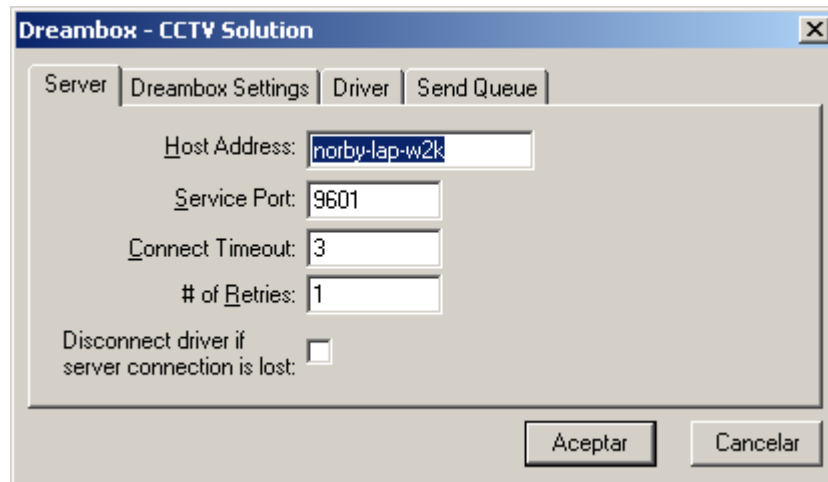 Dreambox - CCTV Solution
Server Dreambox Settings Driver Send Queue
Host Address: norby-lap-w2k
Service Port: 9601
Connect Timeout: 3
# of Retries: 1
Disconnect driver if
server connection is lost:
Aceptar Cancelar